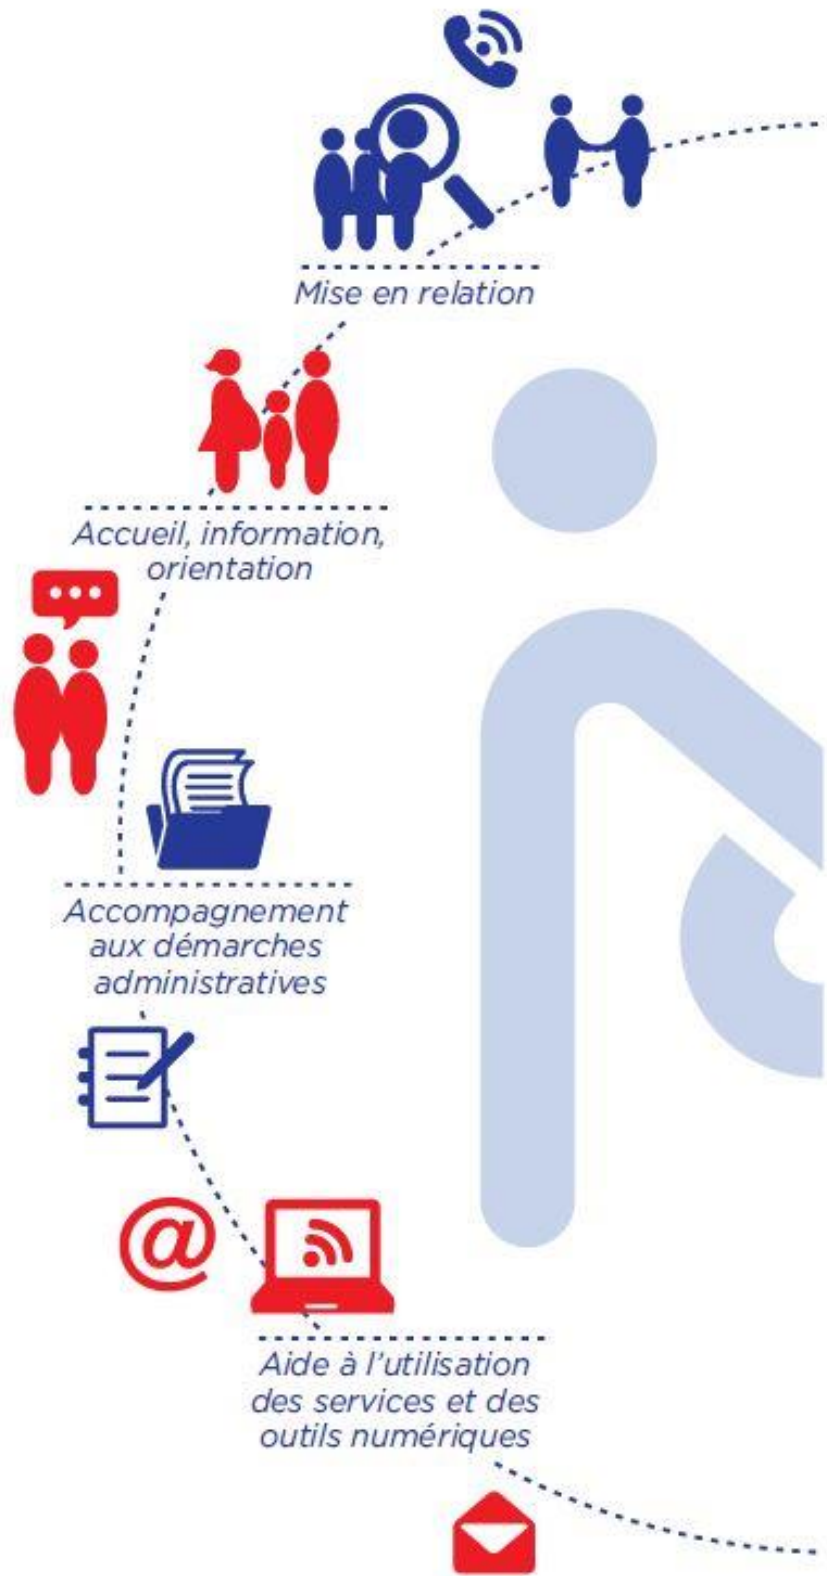 Mise en relation
Accueil, information,
orientation
Accompagnement
aux démarches
administratives
@
Aide à l'utilisation
des services et des
outils numériques